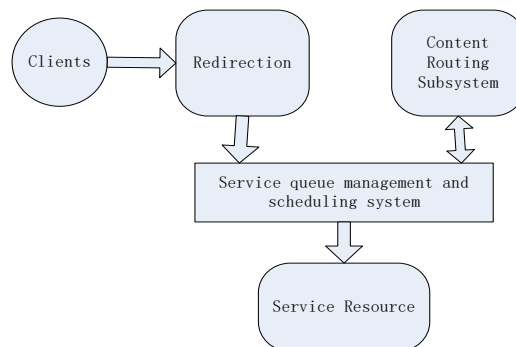 Clients
Redirection
Content
Routing
Subsystem
Service queue management and
scheduling system
Service Resource